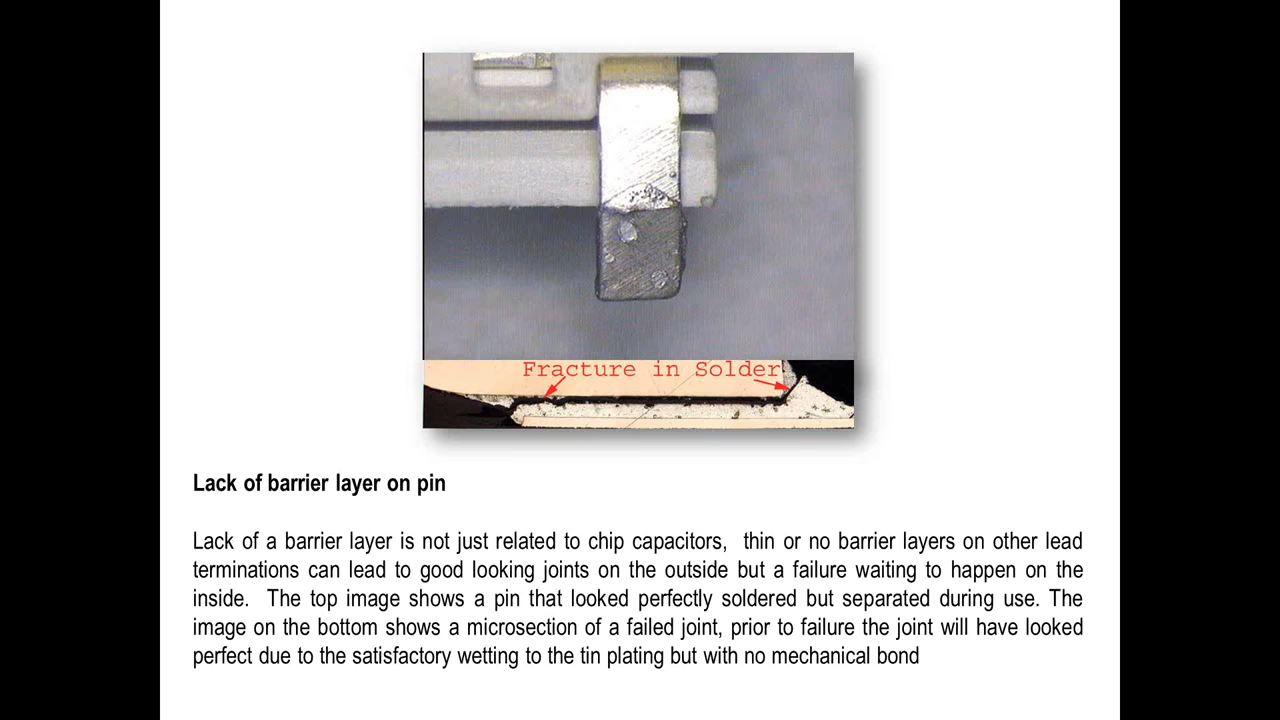 Fracture in Solder
Lack of barrier layer on pin
Lack of a barrier layer is not just related to chip capacitors,  thin or no barrier layers on other lead
terminations can lead to good looking joints on the outside but a failure waiting to happen on the
inside.  The top image shows a pin that looked perfectly soldered but separated during use. The
image on the bottom shows a microsection of a failed joint, prior to failure the joint will have looked
perfect due to the satisfactory wetting to the tin plating but with no mechanical bond